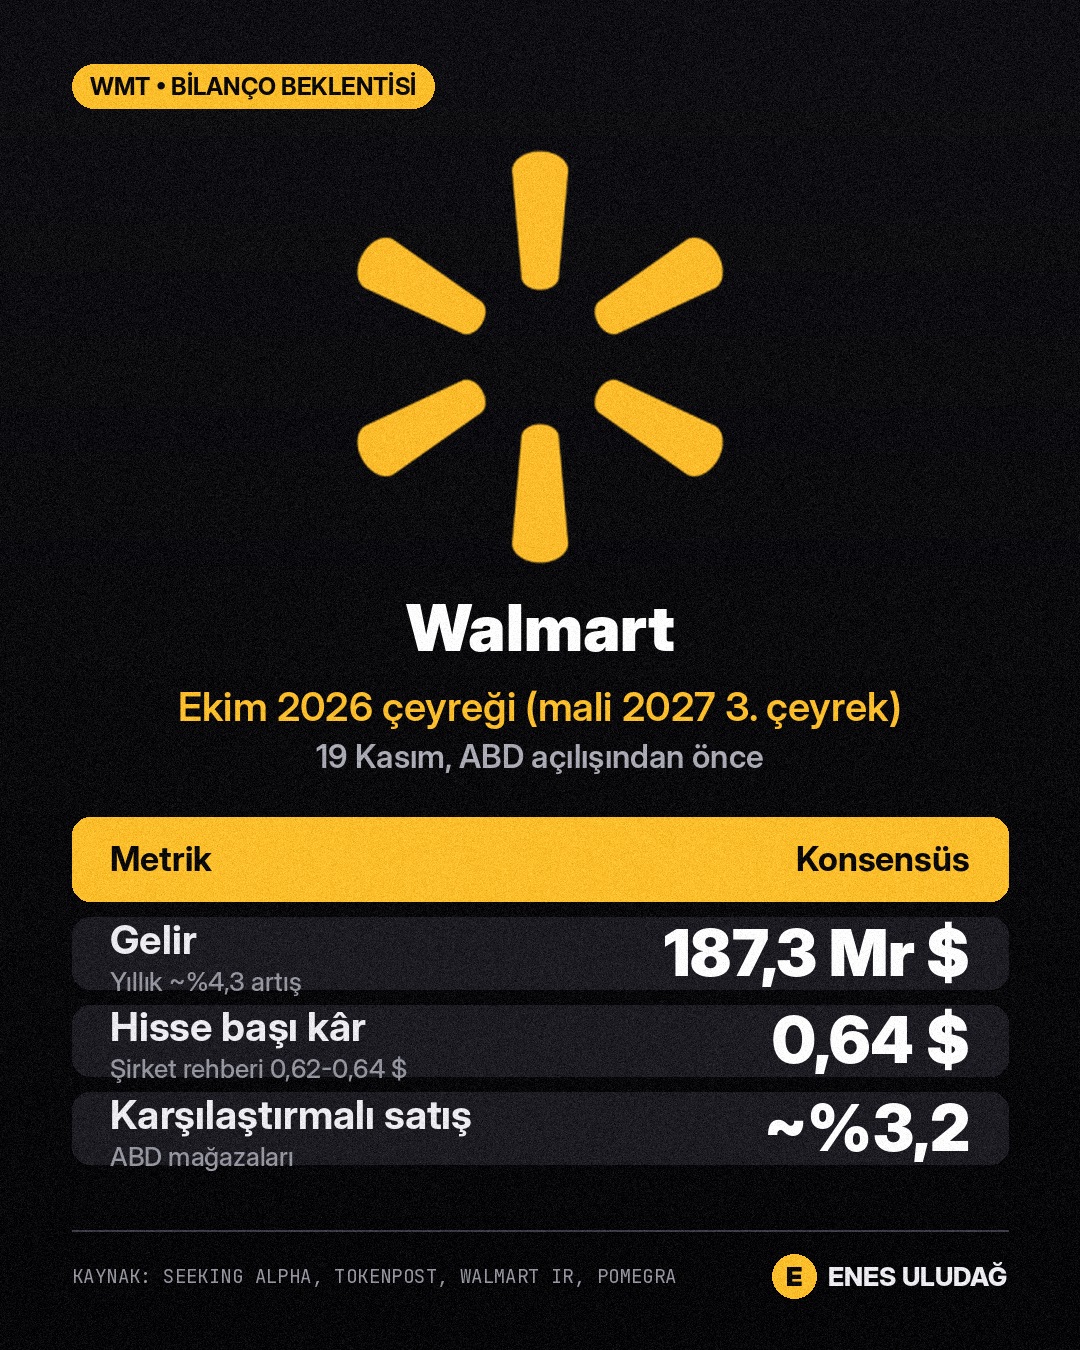 WMT • BİLANÇO BEKLENTİSİ
Walmart
Ekim 2026 çeyreği (mali 2027 3. çeyrek)
19 Kasım, ABD açılışından önce
Metrik Konsensüs
Gelir 187,3 Mr $
Yıllık ~%4,3 artış
Hisse başı kâr 0,64 $
Şirket rehberi 0,62-0,64 $
Karşılaştırmalı satış ~%3,2
ABD mağazaları
KAYNAK: SEEKING ALPHA, TOKENPOST, WALMART IR, POMEGRA
E ENES ULUDAĞ